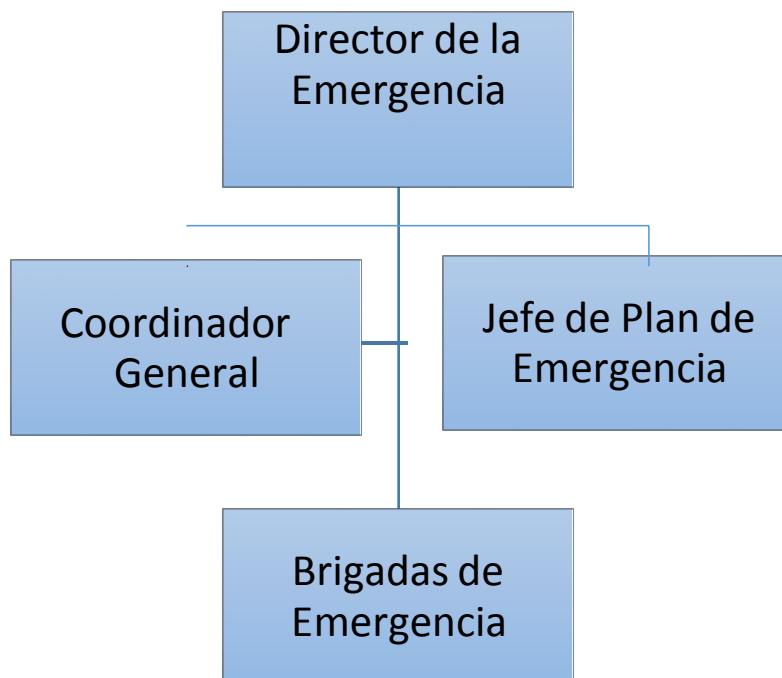 Director de la
Emergencia
Coordinador
General
Jefe de Plan de
Emergencia
Brigadas de
Emergencia